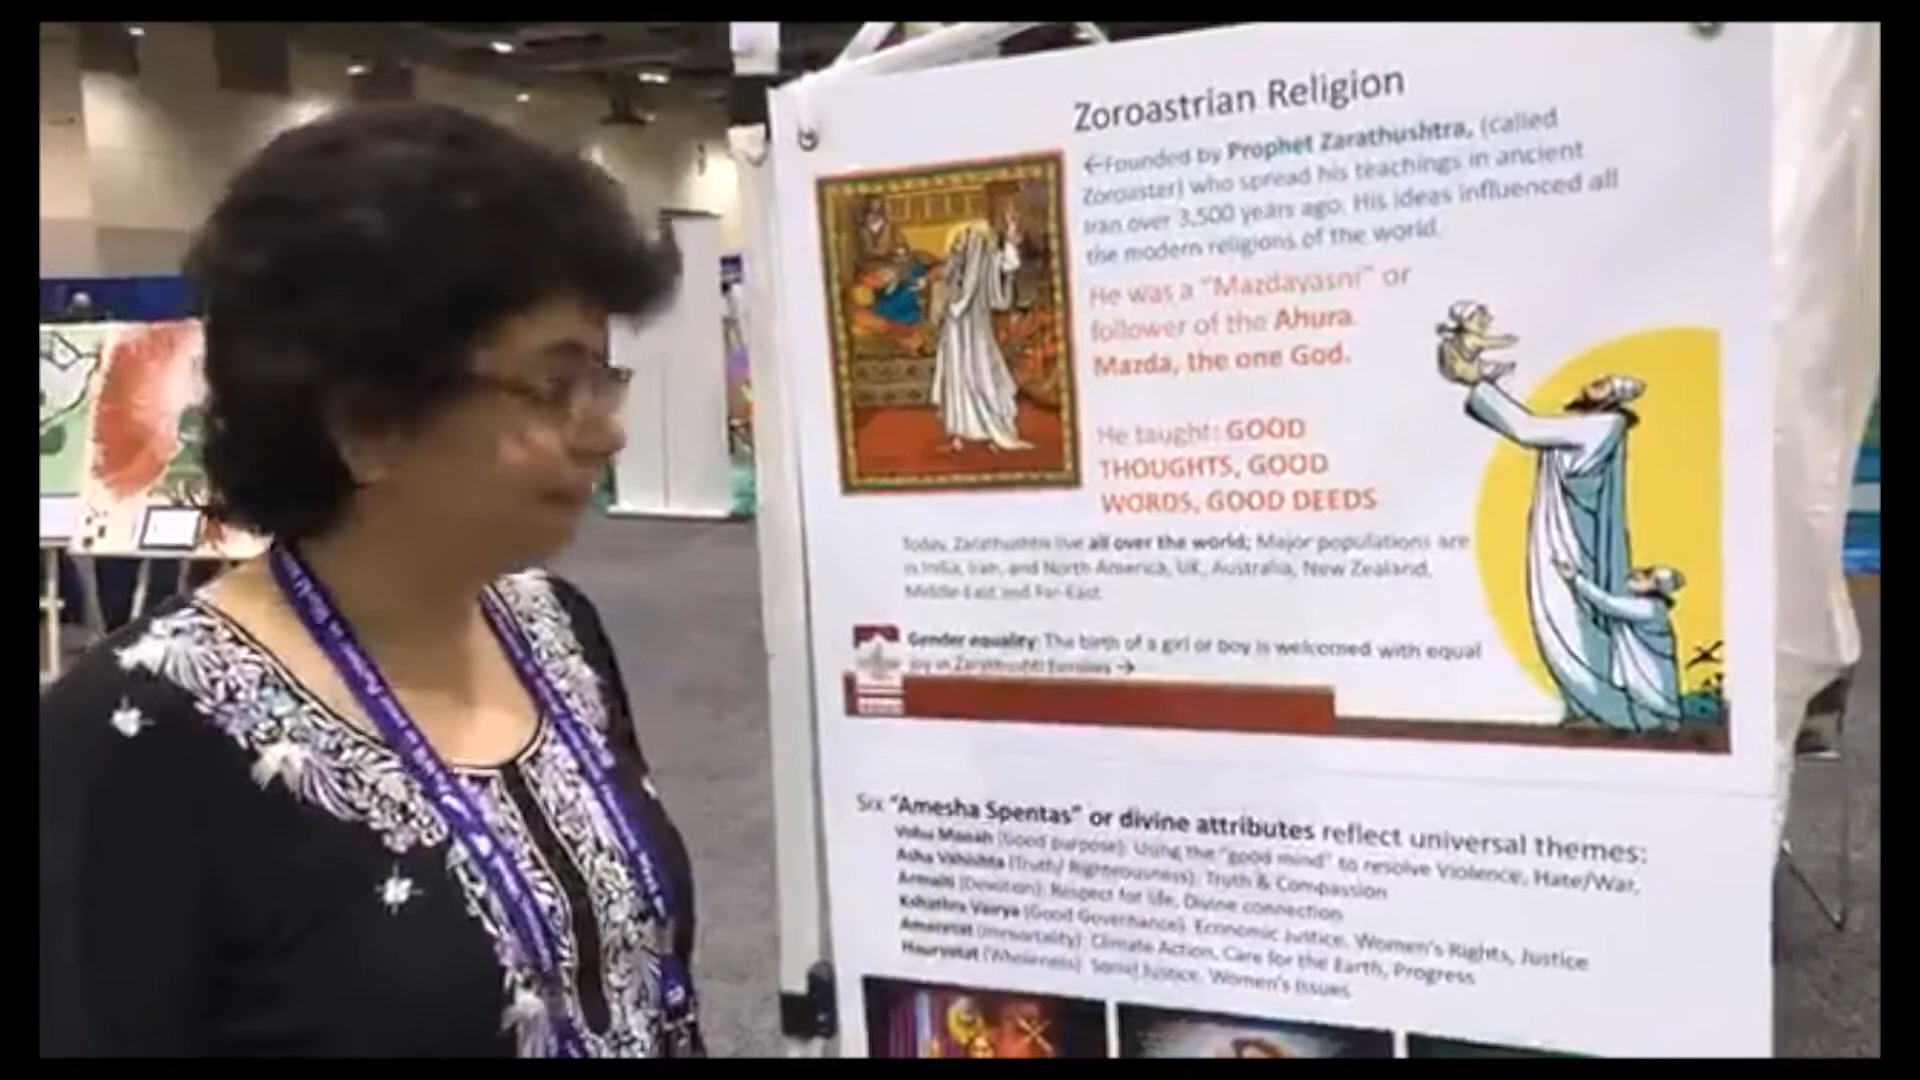 Zoroastrian Religion
←Founded by Prophet Zarathushtra, (called
Zoroaster) who spread his teachings in ancient
Iran over 3,500 years ago. His ideas influenced all
the modern religions of the world.
He was a "Mazdayasni" or
follower of the Ahura
Mazda, the one God.
He taught: GOOD
THOUGHTS, GOOD
WORDS, GOOD DEEDS
Today, Zarathushtis live all over the world; Major populations are
in India, Iran, and North America, UK, Australia, New Zealand,
Middle-East and Far-East.
Gender equality: The birth of a girl or boy is welcomed with equal
joy in Zarathushti families →
Six "Amesha Spentas" or divine attributes reflect universal themes:
Vohu Manah (Good purpose): Using the "good mind" to resolve Violence, Hate/War,
Asha Vahishta (Truth/ Righteousness): Truth & Compassion
Armaiti (Devotion): Respect for life, Divine connection
Kshathra Vairya (Good Governance): Economic Justice, Women's Rights, Justice
Ameretat (Immortality): Climate Action, Care for the Earth, Progress
Haurvatat (Wholeness): Social Justice, Women's Issues